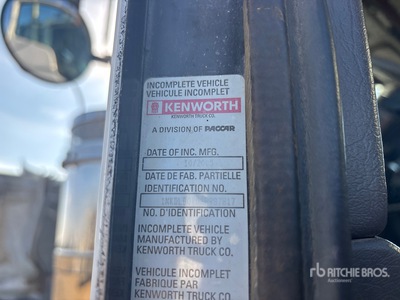 INCOMPLETE VEHICLE
VEHICULE INCOMPLET
KENWORTH
KENWORTH TRUCK CO.
A DIVISION OF PACCAR
DATE OF INC. MFG.
DATE DE FAB. PARTIELLE
IDENTIFICATION NO.
NO. D'IDENTIFICATION
INCOMPLETE VEHICLE
MANUFACTURED BY
KENWORTH TRUCK CO.
VEHICULE INCOMPLET
FABRIQUE PAR
KENWORTH TRUCK CO.
rb RITCHIE BROS.
Auctioneers